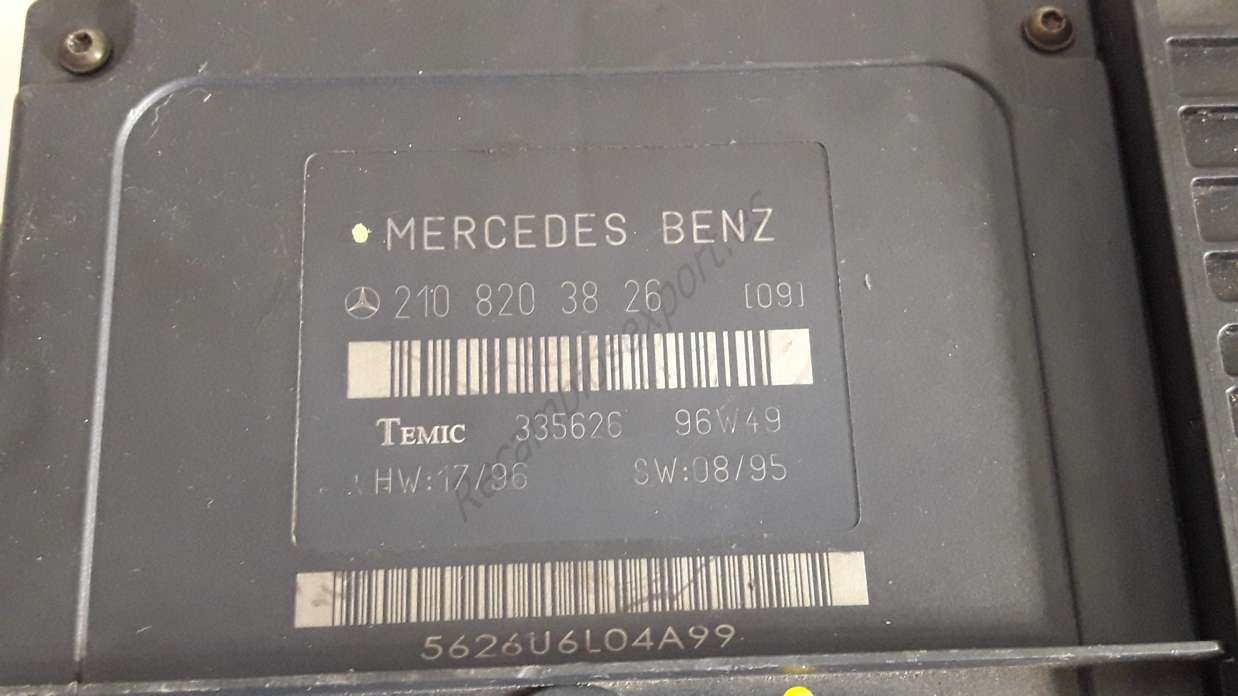 MERCEDES BENZ
210 820 38 26 [09]
TEMIC 335626 96W49
HW:17/96 SW:08/95
5626U6L04A99